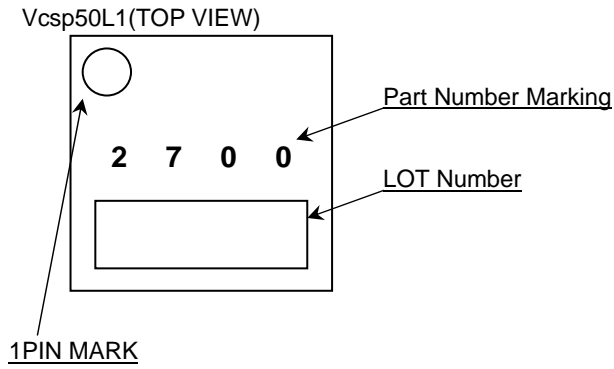 Vcsp50L1(TOP VIEW)
Part Number Marking
2 7 0 0
LOT Number
1PIN MARK